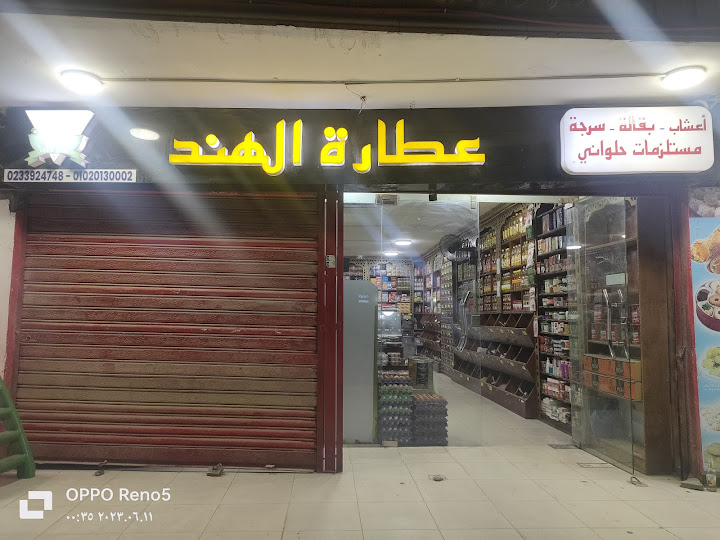 عطارة الهند
أعشاب - بقالة - سرجة
مستلزمات حلواني
0233924748 - 01020130002
OPPO Reno5
٠٠:٣٥ ٢٠٢٣.٠٦.١١